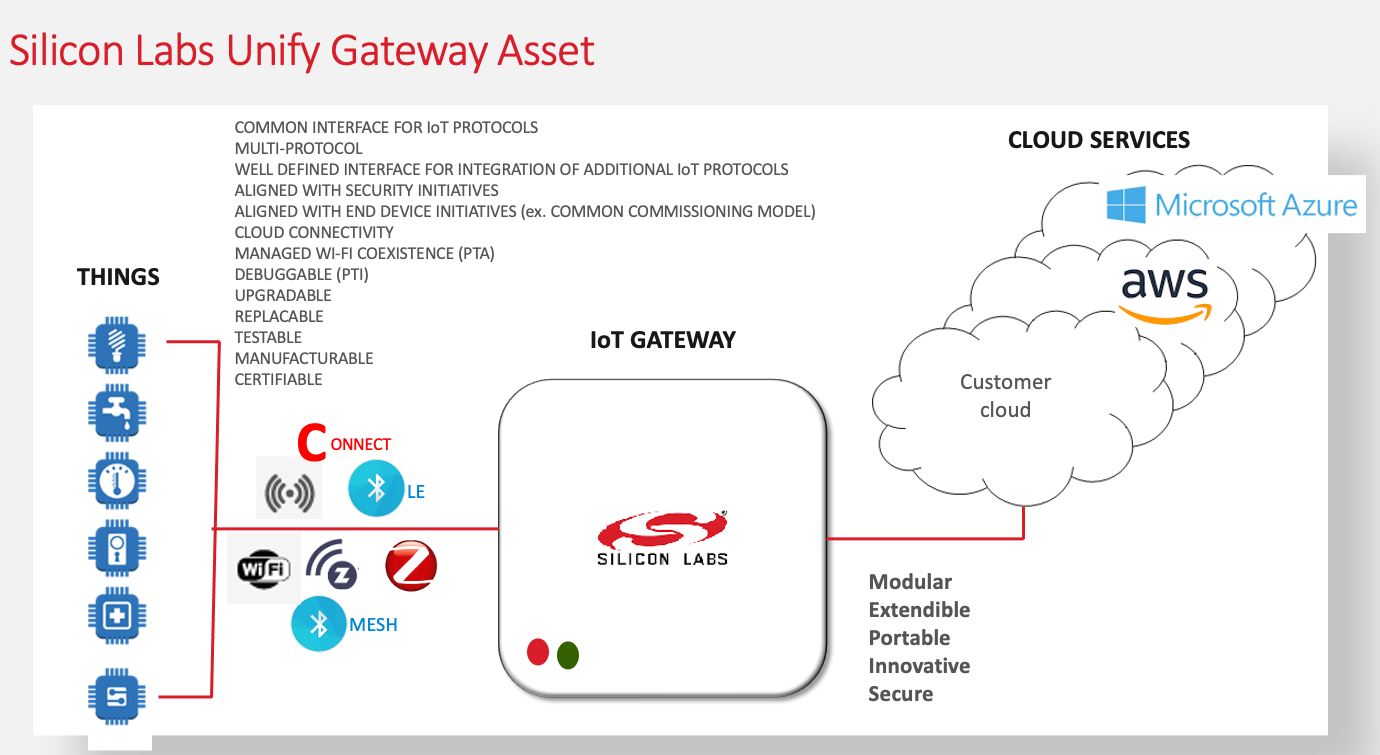 Silicon Labs Unify Gateway Asset
COMMON INTERFACE FOR IoT PROTOCOLS
MULTI-PROTOCOL
WELL DEFINED INTERFACE FOR INTEGRATION OF ADDITIONAL IoT PROTOCOLS
ALIGNED WITH SECURITY INITIATIVES
ALIGNED WITH END DEVICE INITIATIVES (ex. COMMON COMMISSIONING MODEL)
CLOUD CONNECTIVITY
MANAGED WI-FI COEXISTENCE (PTA)
DEBUGGABLE (PTI)
UPGRADABLE
REPLACABLE
TESTABLE
MANUFACTURABLE
CERTIFIABLE
THINGS
CONNECT
LE
WiFi
Z
Z
MESH
IoT GATEWAY
SILICON LABS
CLOUD SERVICES
Microsoft Azure
aws
Customer
cloud
Modular
Extendible
Portable
Innovative
Secure